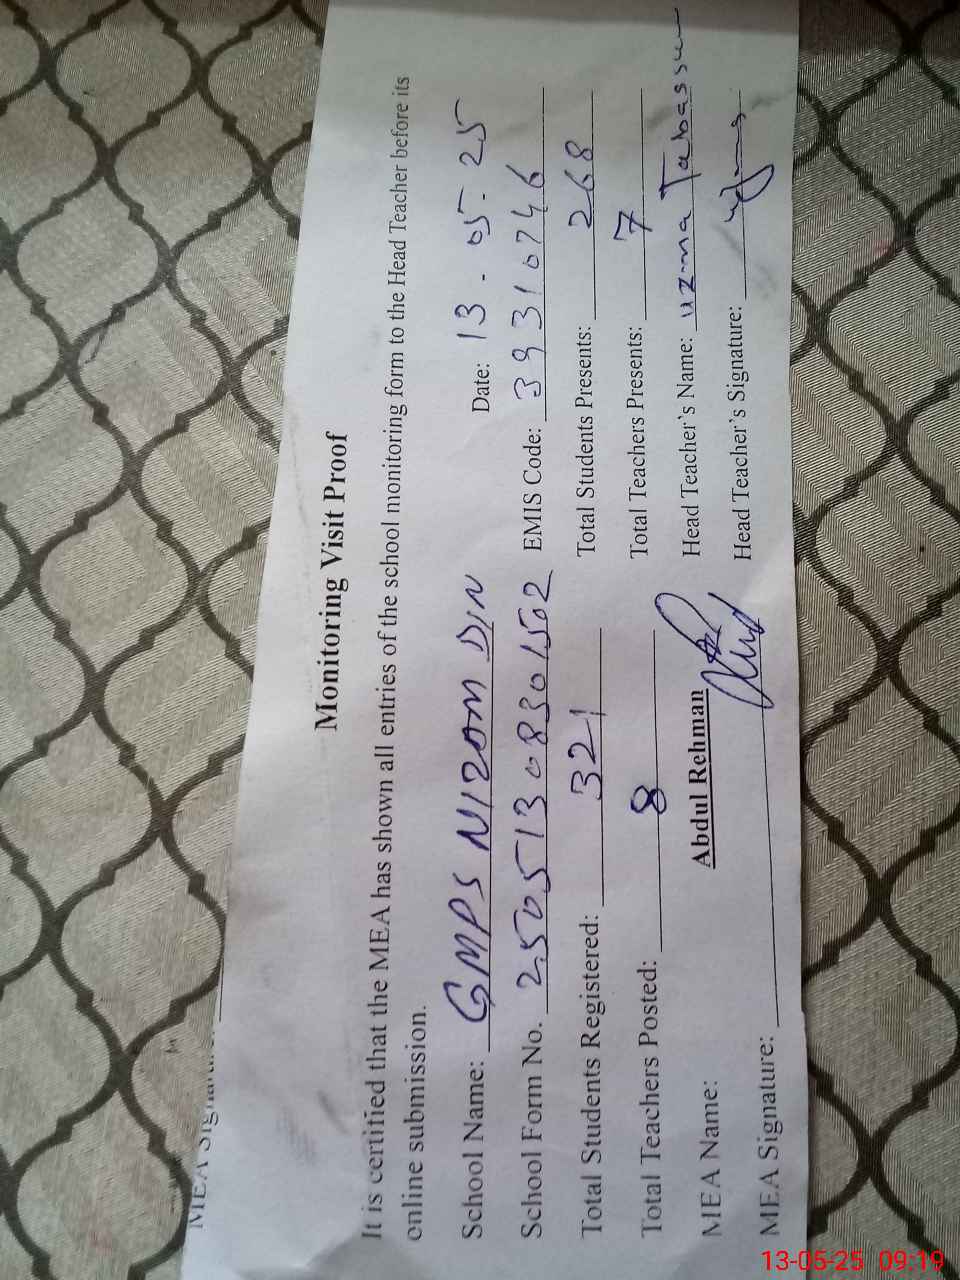 MEA Signature:
Monitoring Visit Proof
It is certified that the MEA has shown all entries of the school monitoring form to the Head Teacher before its
online submission.
School Name: GMPS NIZAM DIN Date: 13-05-25
School Form No. 25051308301502 EMIS Code: 39310746
Total Students Registered: 321 Total Students Presents: 268
Total Teachers Posted: 8 Total Teachers Presents: 7
MEA Name: Abdul Rehman Head Teacher's Name: uzma Tabassum
MEA Signature: Head Teacher's Signature:
13-05-25 09:19